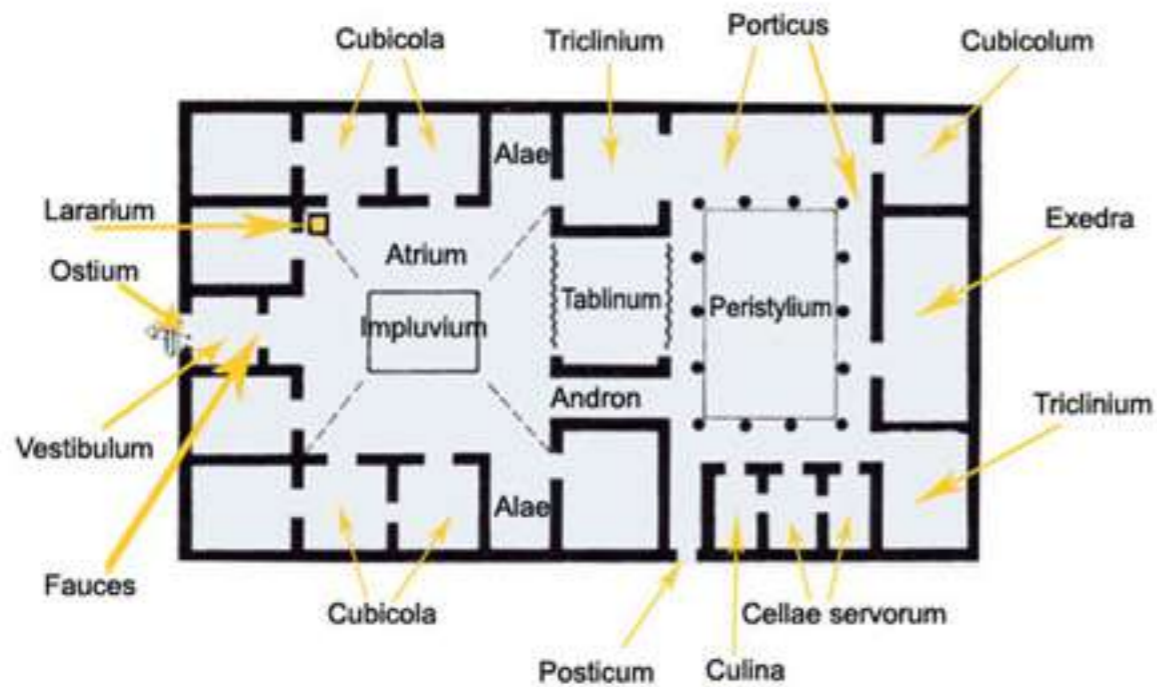 Cubicola
Triclinium
Porticus
Cubicolum
Alae
Lararium
Exedra
Atrium
Ostium
Tablinum
Peristylium
Impluvium
Andron
Triclinium
Vestibulum
Alae
Fauces
Cubicola
Cellae servorum
Posticum
Culina